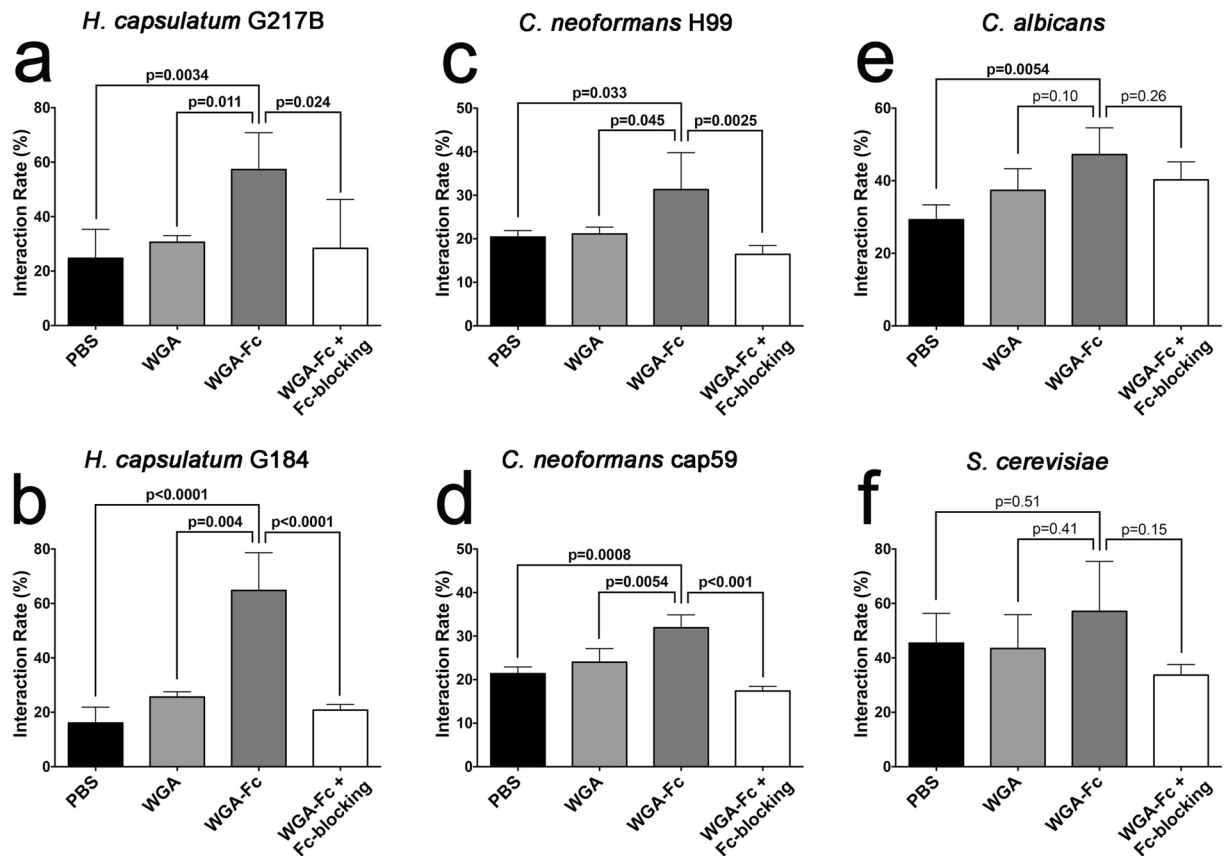 H. capsulatum G217B
a
p=0.0034
p=0.011
p=0.024
Interaction Rate (%)
80
60
40
20
0
PBS
WGA
WGA-Fc
WGA-Fc +
Fc-blocking
C. neoformans H99
c
p=0.033
p=0.045
p=0.0025
Interaction Rate (%)
50
40
30
20
10
0
PBS
WGA
WGA-Fc
WGA-Fc +
Fc-blocking
C. albicans
e
p=0.0054
p=0.10
p=0.26
Interaction Rate (%)
60
40
20
0
PBS
WGA
WGA-Fc
WGA-Fc +
Fc-blocking
H. capsulatum G184
b
p<0.0001
p=0.004
p<0.0001
Interaction Rate (%)
80
60
40
20
0
PBS
WGA
WGA-Fc
WGA-Fc +
Fc-blocking
C. neoformans cap59
d
p=0.0008
p=0.0054
p<0.001
Interaction Rate (%)
50
40
30
20
10
0
PBS
WGA
WGA-Fc
WGA-Fc +
Fc-blocking
S. cerevisiae
f
p=0.51
p=0.41
p=0.15
Interaction Rate (%)
80
60
40
20
0
PBS
WGA
WGA-Fc
WGA-Fc +
Fc-blocking